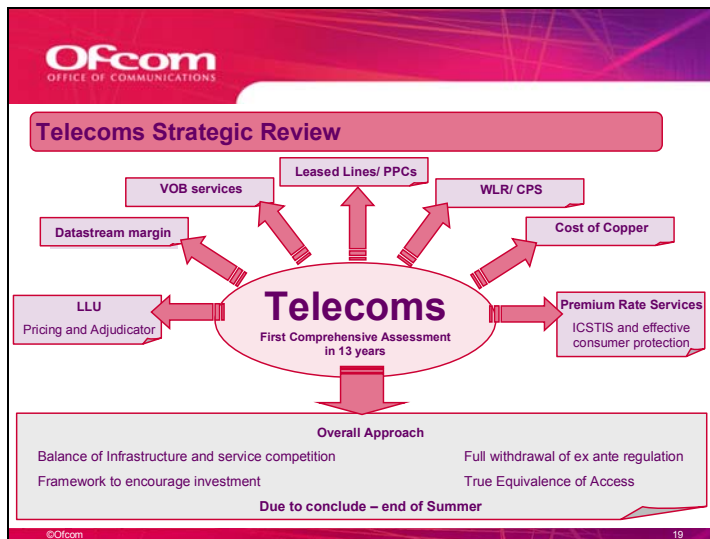 Ofcom
OFFICE OF COMMUNICATIONS
Telecoms Strategic Review
Leased Lines/ PPCs
VOB services
WLR/ CPS
Datastream margin
Cost of Copper
LLU
Pricing and Adjudicator
Telecoms
First Comprehensive Assessment
in 13 years
Premium Rate Services
ICSTIS and effective
consumer protection
Overall Approach
Balance of Infrastructure and service competition
Full withdrawal of ex ante regulation
Framework to encourage investment
True Equivalence of Access
Due to conclude – end of Summer
©Ofcom
19